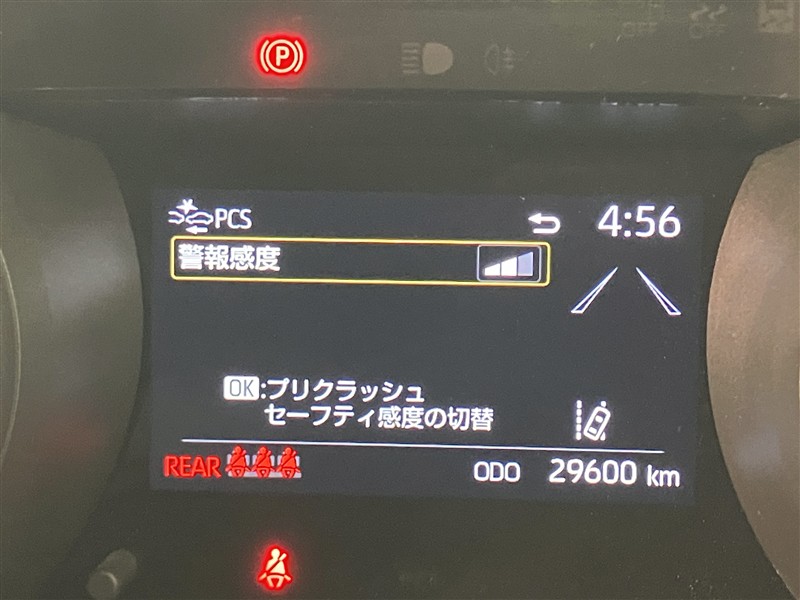 P
PCS
4:56
警報感度
OK:プリクラッシュ
セーフティ感度の切替
REAR
ODO 29600 km